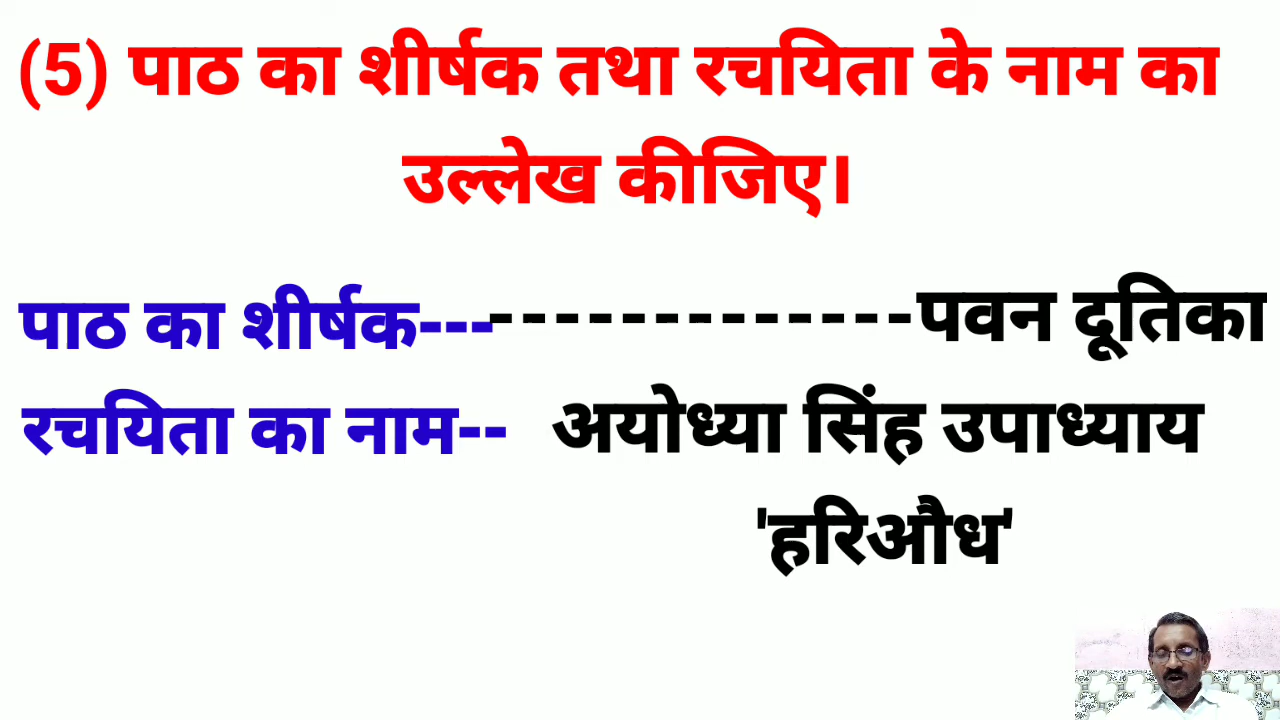 (5) पाठ का शीर्षक तथा रचयिता के नाम का
उल्लेख कीजिए।
पाठ का शीर्षक----------------पवन दूतिका
रचयिता का नाम-- अयोध्या सिंह उपाध्याय
'हरिऔध'